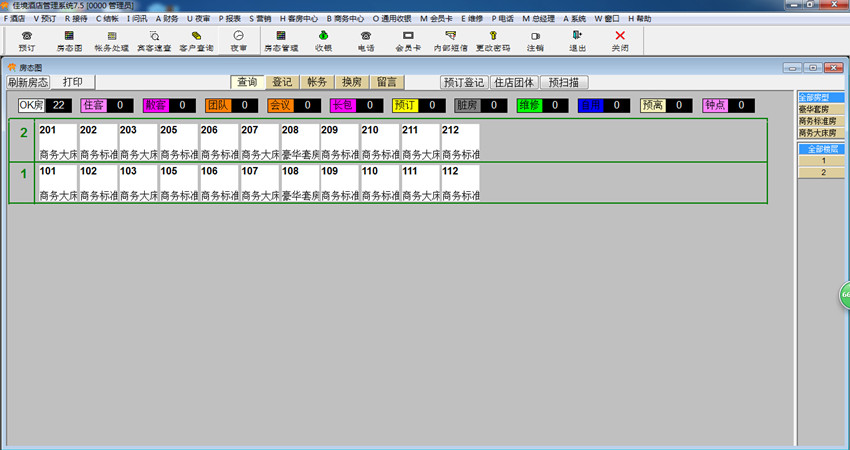 佳境酒店管理系统7.5 [0000 管理员]
F 酒店 V 预订 R 接待 C 结帐 I 问讯 A 财务 U 夜审 P 报表 S 营销 H 客房中心 B 商务中心 O 通用收银 M 会员卡 E 维修 P 电话 M 总经理 A 系统 W 窗口 H 帮助
预订 房态图 帐务处理 宾客速查 客户查询 夜审 房态管理 收银 电话 会员卡 内部短信 更改密码 注销 退出 关闭
房态图
刷新房态 打印 查询 登记 帐务 换房 留言 预订登记 住店团体 预扫描
OK房 22 住客 0 散客 0 团队 0 会议 0 长包 0 预订 0 脏房 0 维修 0 0 预离 0 钟点 0
全部房型
豪华套房
商务标准房
商务大床房
全部楼层
1
2
2 201 202 203 205 206 207 208 209 210 211 212
商务大床 商务标准 商务大床 商务标准 商务标准 商务大床 豪华套房 商务标准 商务标准 商务大床 商务标准
1 101 102 103 105 106 107 108 109 110 111 112
商务大床 商务标准 商务大床 商务标准 商务标准 商务大床 豪华套房 商务标准 商务标准 商务大床 商务标准